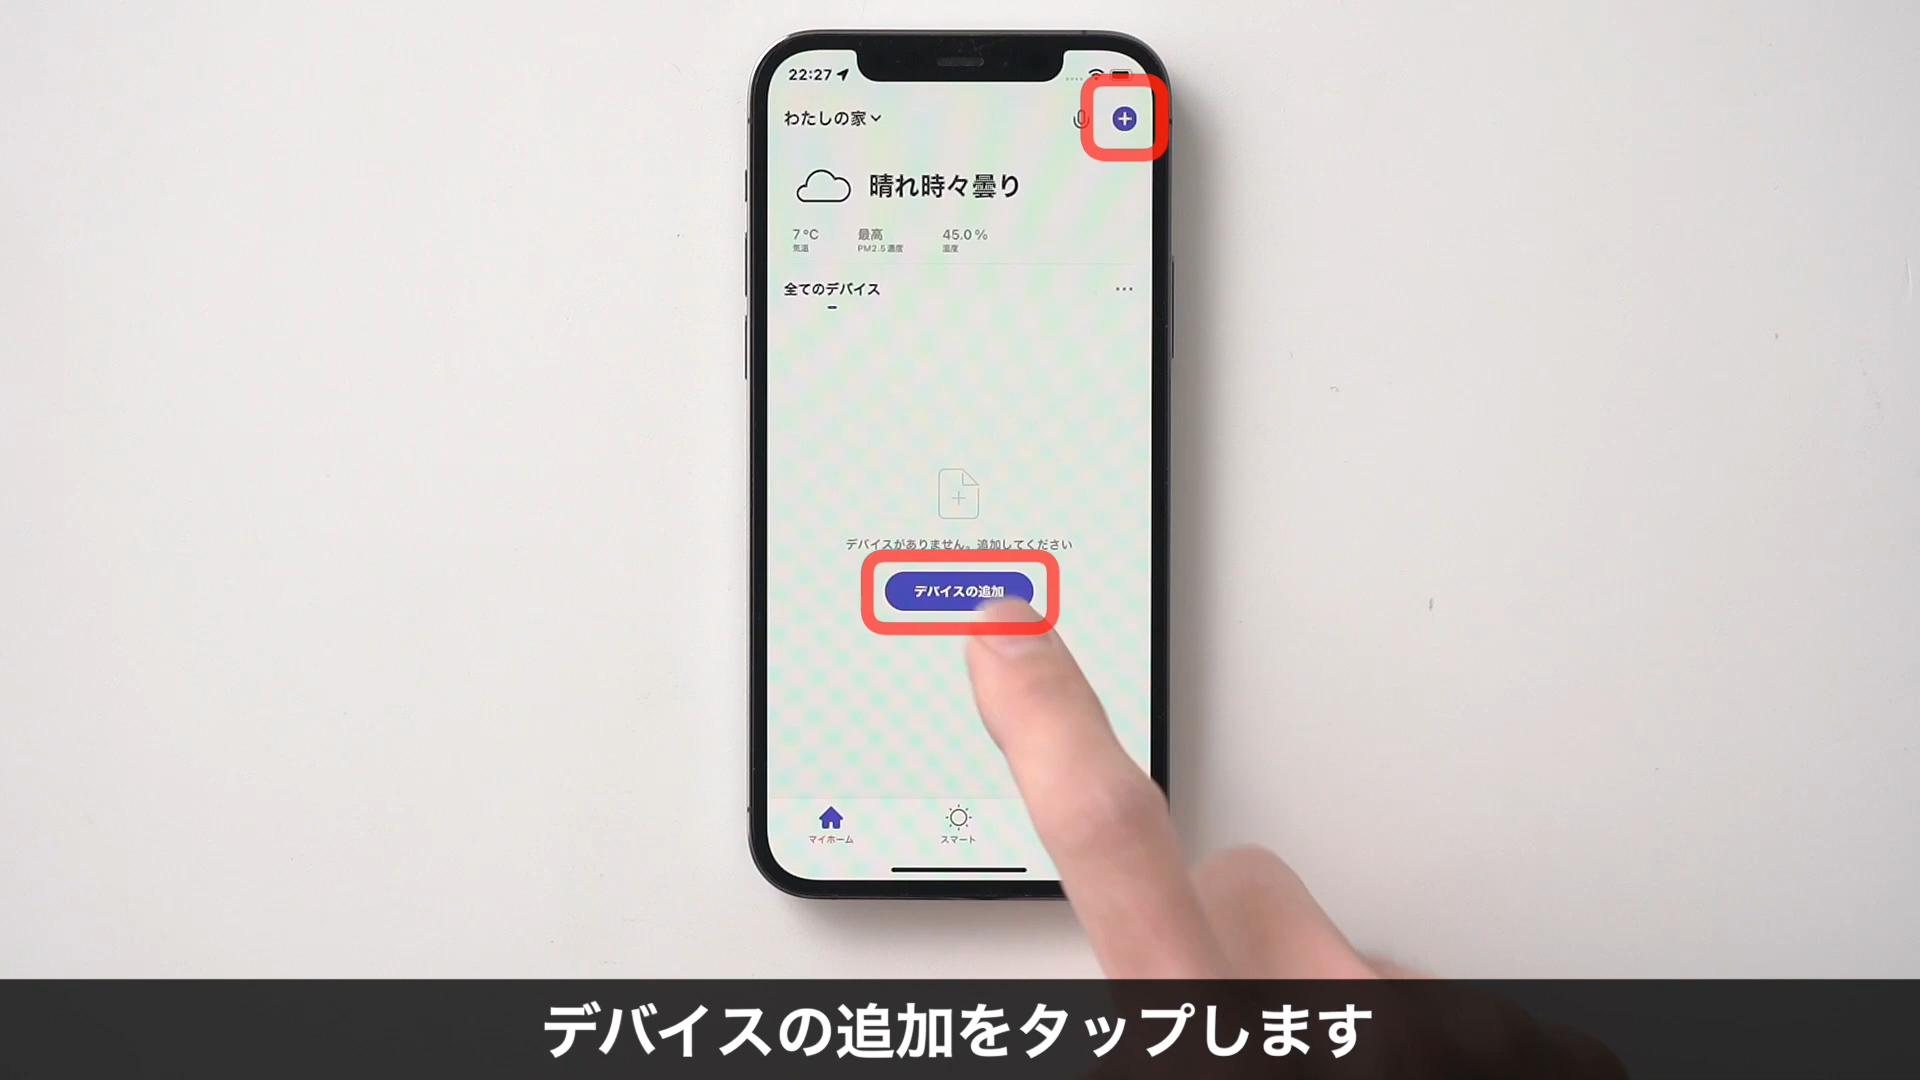 22:27
わたしの家
晴れ時々曇り
7°C
気温
最高
PM2.5濃度
45.0%
湿度
全てのデバイス
デバイスがありません。追加してください
デバイスの追加
マイホーム
スマート
デバイスの追加をタップします